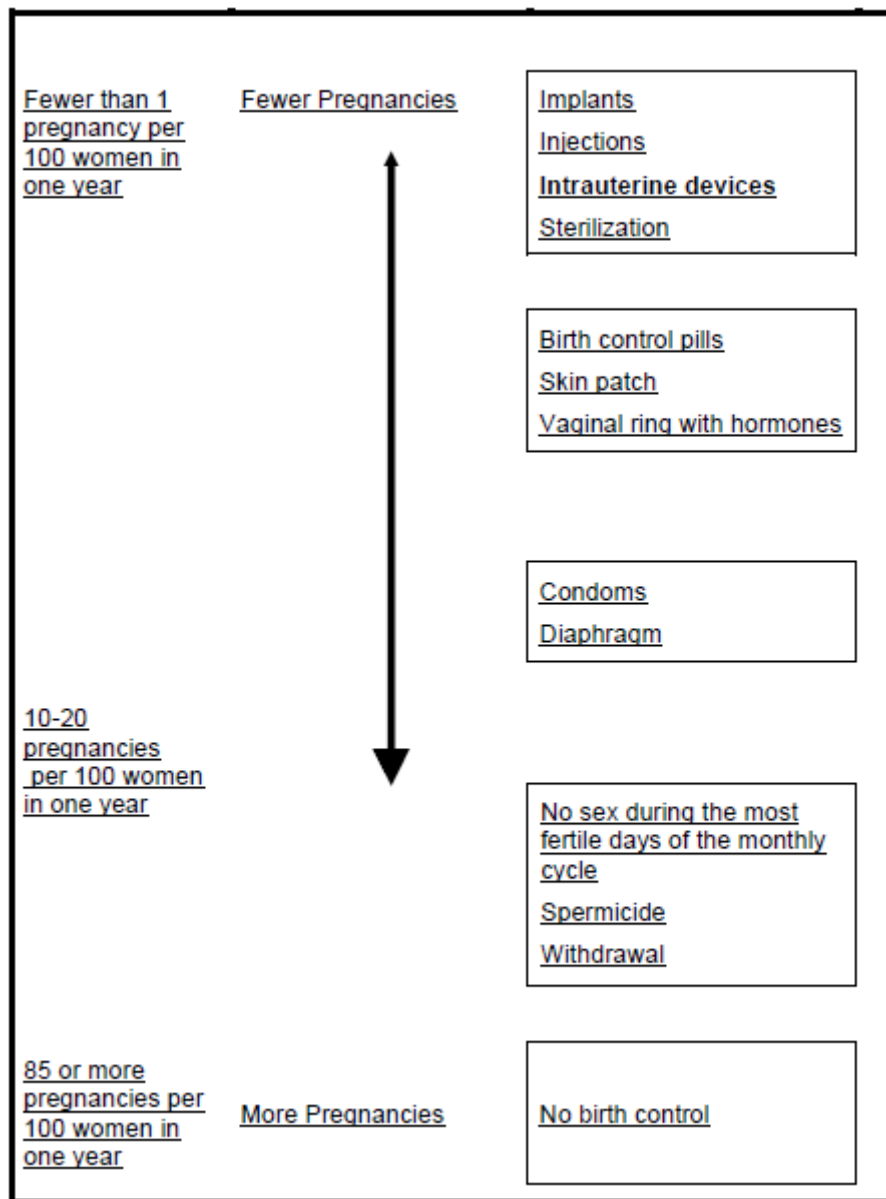 Fewer than 1
pregnancy per
100 women in
one year
Fewer Pregnancies
Implants
Injections
Intrauterine devices
Sterilization
Birth control pills
Skin patch
Vaginal ring with hormones
Condoms
Diaphragm
10-20
pregnancies
per 100 women
in one year
No sex during the most
fertile days of the monthly
cycle
Spermicide
Withdrawal
85 or more
pregnancies per
100 women in
one year
More Pregnancies
No birth control